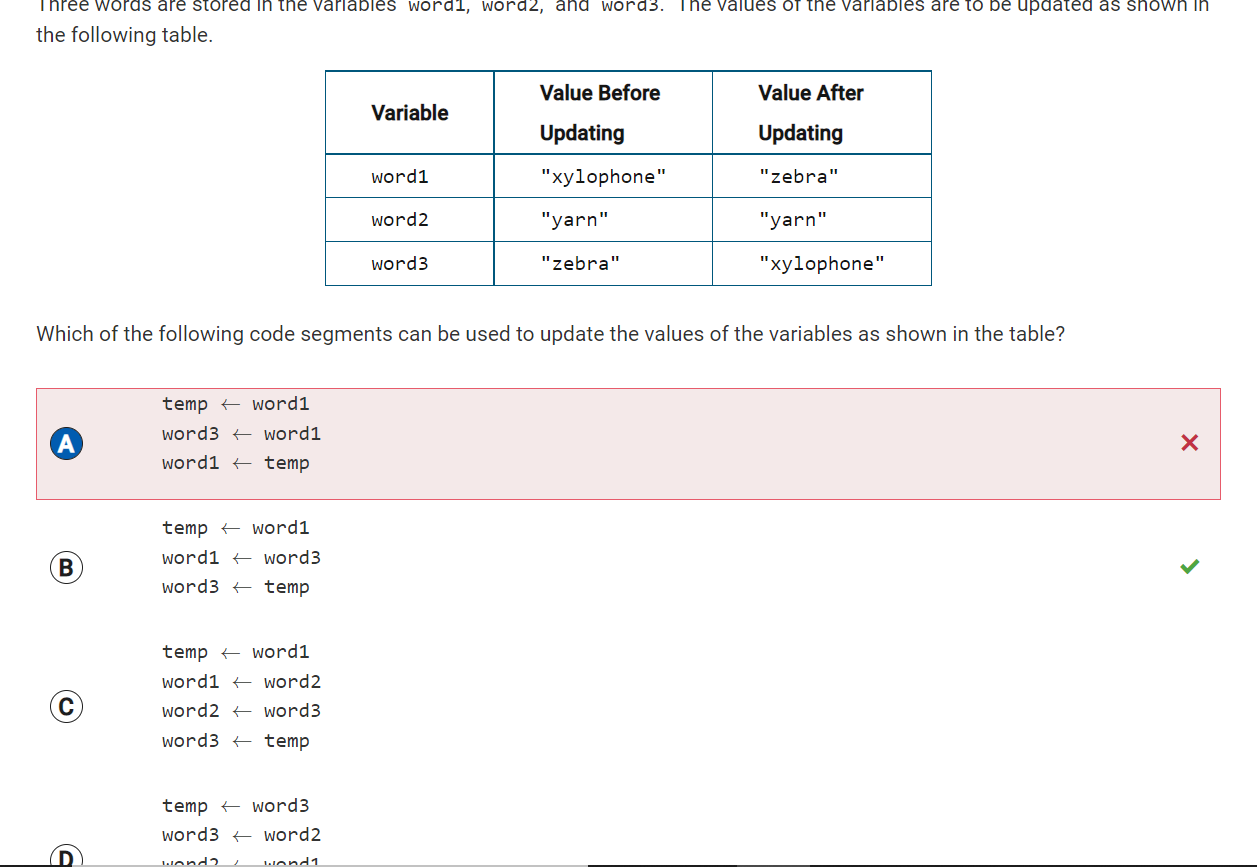 Three words are stored in the variables word1, word2, and word3. The values of the variables are to be updated as shown in
the following table.
Variable
Value Before
Updating
Value After
Updating
word1
"xylophone"
"zebra"
word2
"yarn"
"yarn"
word3
"zebra"
"xylophone"
Which of the following code segments can be used to update the values of the variables as shown in the table?
A
temp ← word1
word3 ← word1
word1 ← temp
B
temp ← word1
word1 ← word3
word3 ← temp
C
temp ← word1
word1 ← word2
word2 ← word3
word3 ← temp
D
temp ← word3
word3 ← word2
word2 ← word1